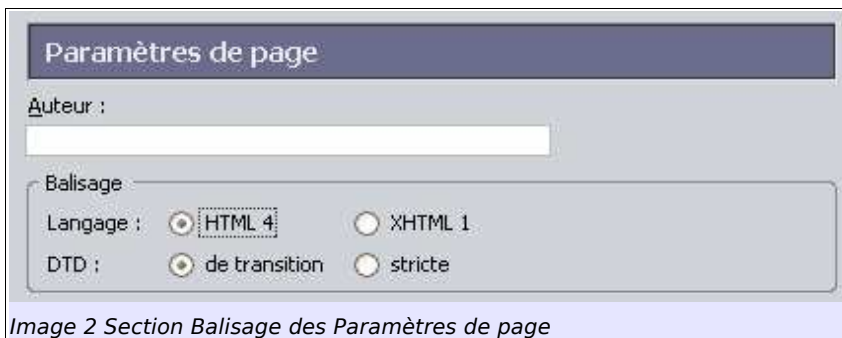 Paramètres de page
Auteur :
Balisage
Langage : HTML 4 XHTML 1
DTD : de transition stricte
Image 2 Section Balisage des Paramètres de page